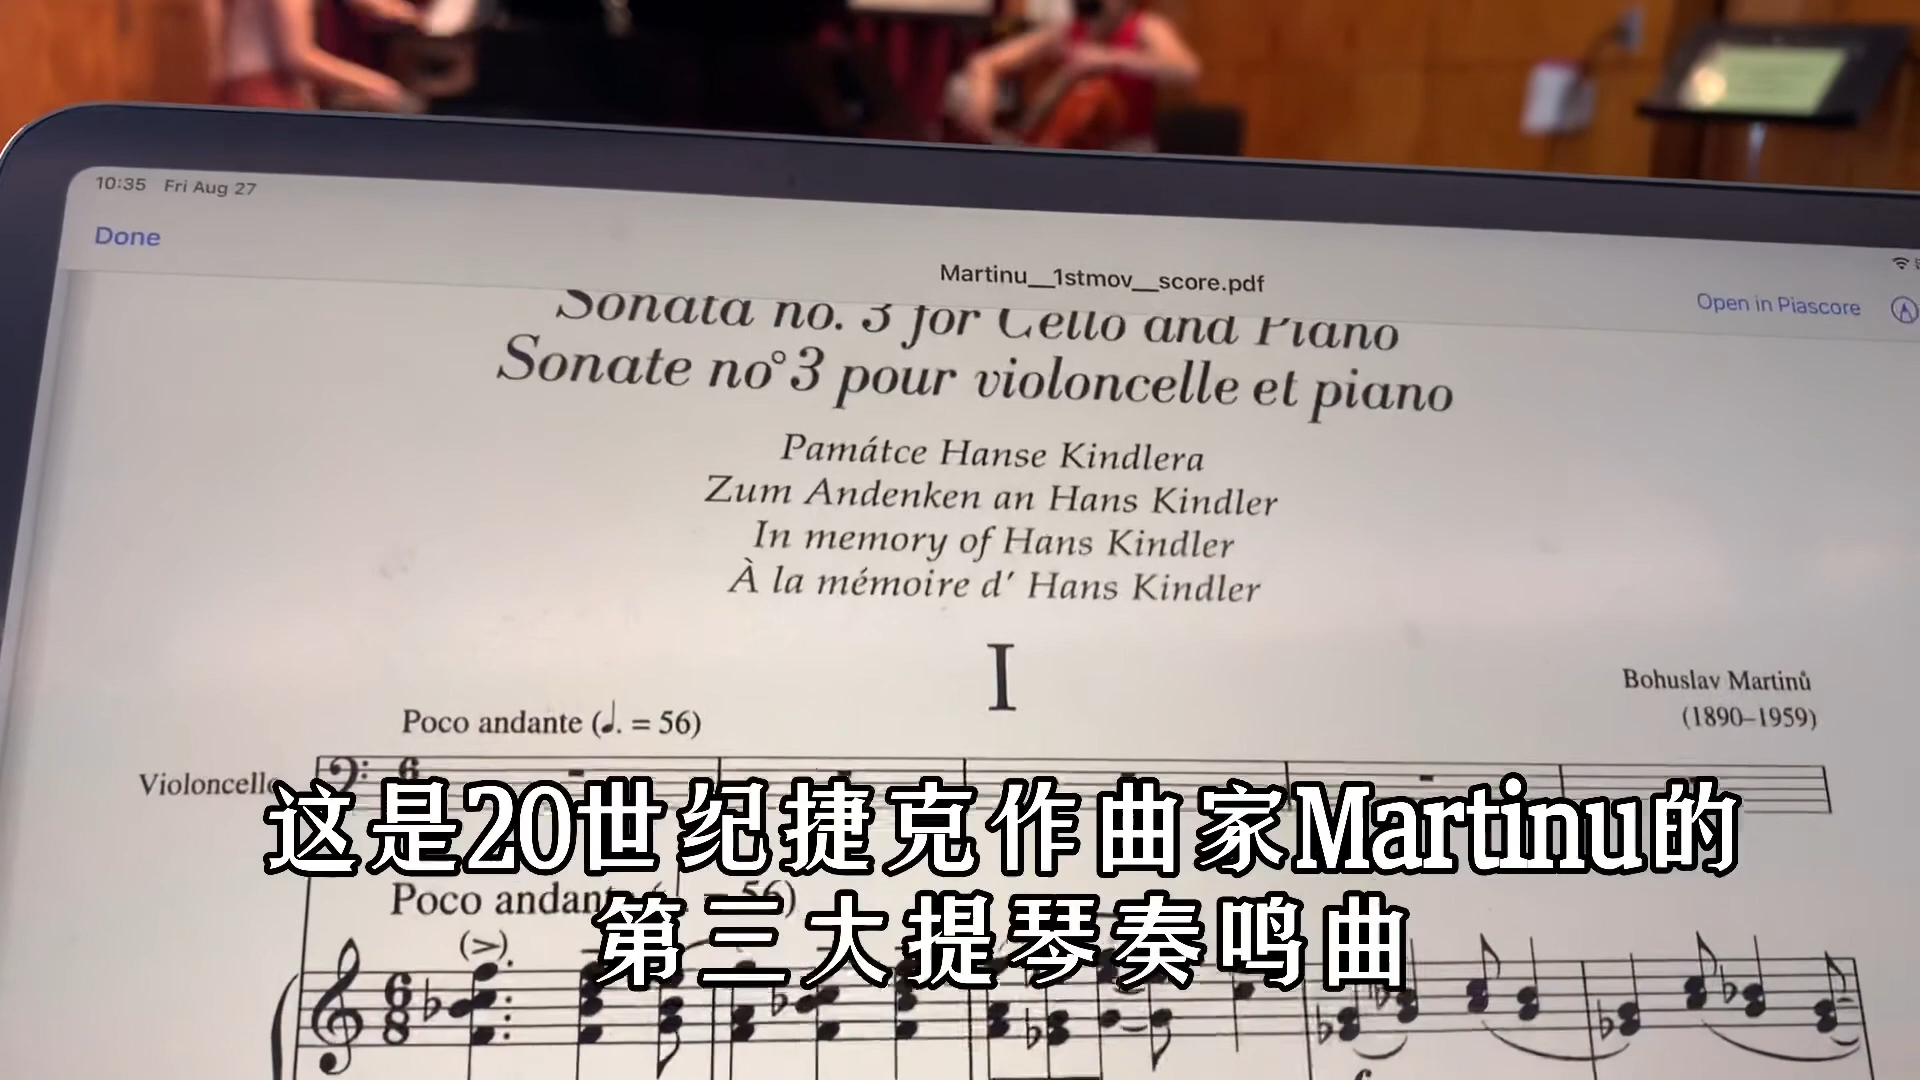 10:35 Fri Aug 27
Done
Martinu__1stmov__score.pdf
Open in Piascore
Sonata no. 3 for Cello and Piano
Sonate no°3 pour violoncelle et piano
Památce Hanse Kindlera
Zum Andenken an Hans Kindler
In memory of Hans Kindler
À la mémoire d' Hans Kindler
I
Bohuslav Martinů
(1890–1959)
Poco andante (♩. = 56)
Violoncello
这是20世纪捷克作曲家Martinu的
第三大提琴奏鸣曲